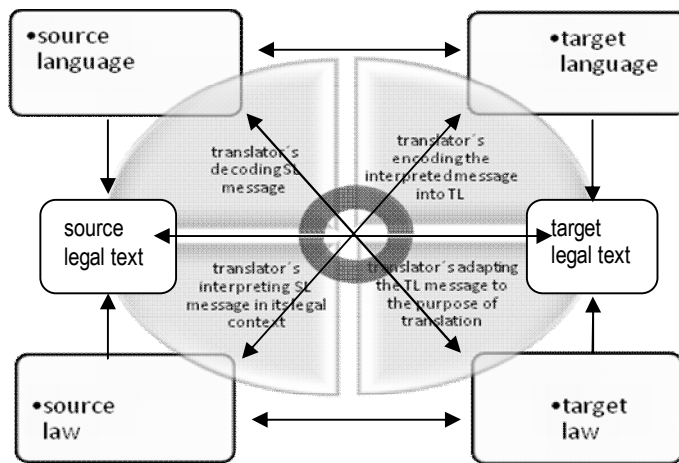 •source
language
•target
language
translator´s
decoding SL
message
translator´s
encoding the
interpreted message
into TL
source
legal text
target
legal text
translator´s
interpreting SL
message in its legal
context
translator´s adapting
the TL message to
the purpose of
translation
•source
law
•target
law